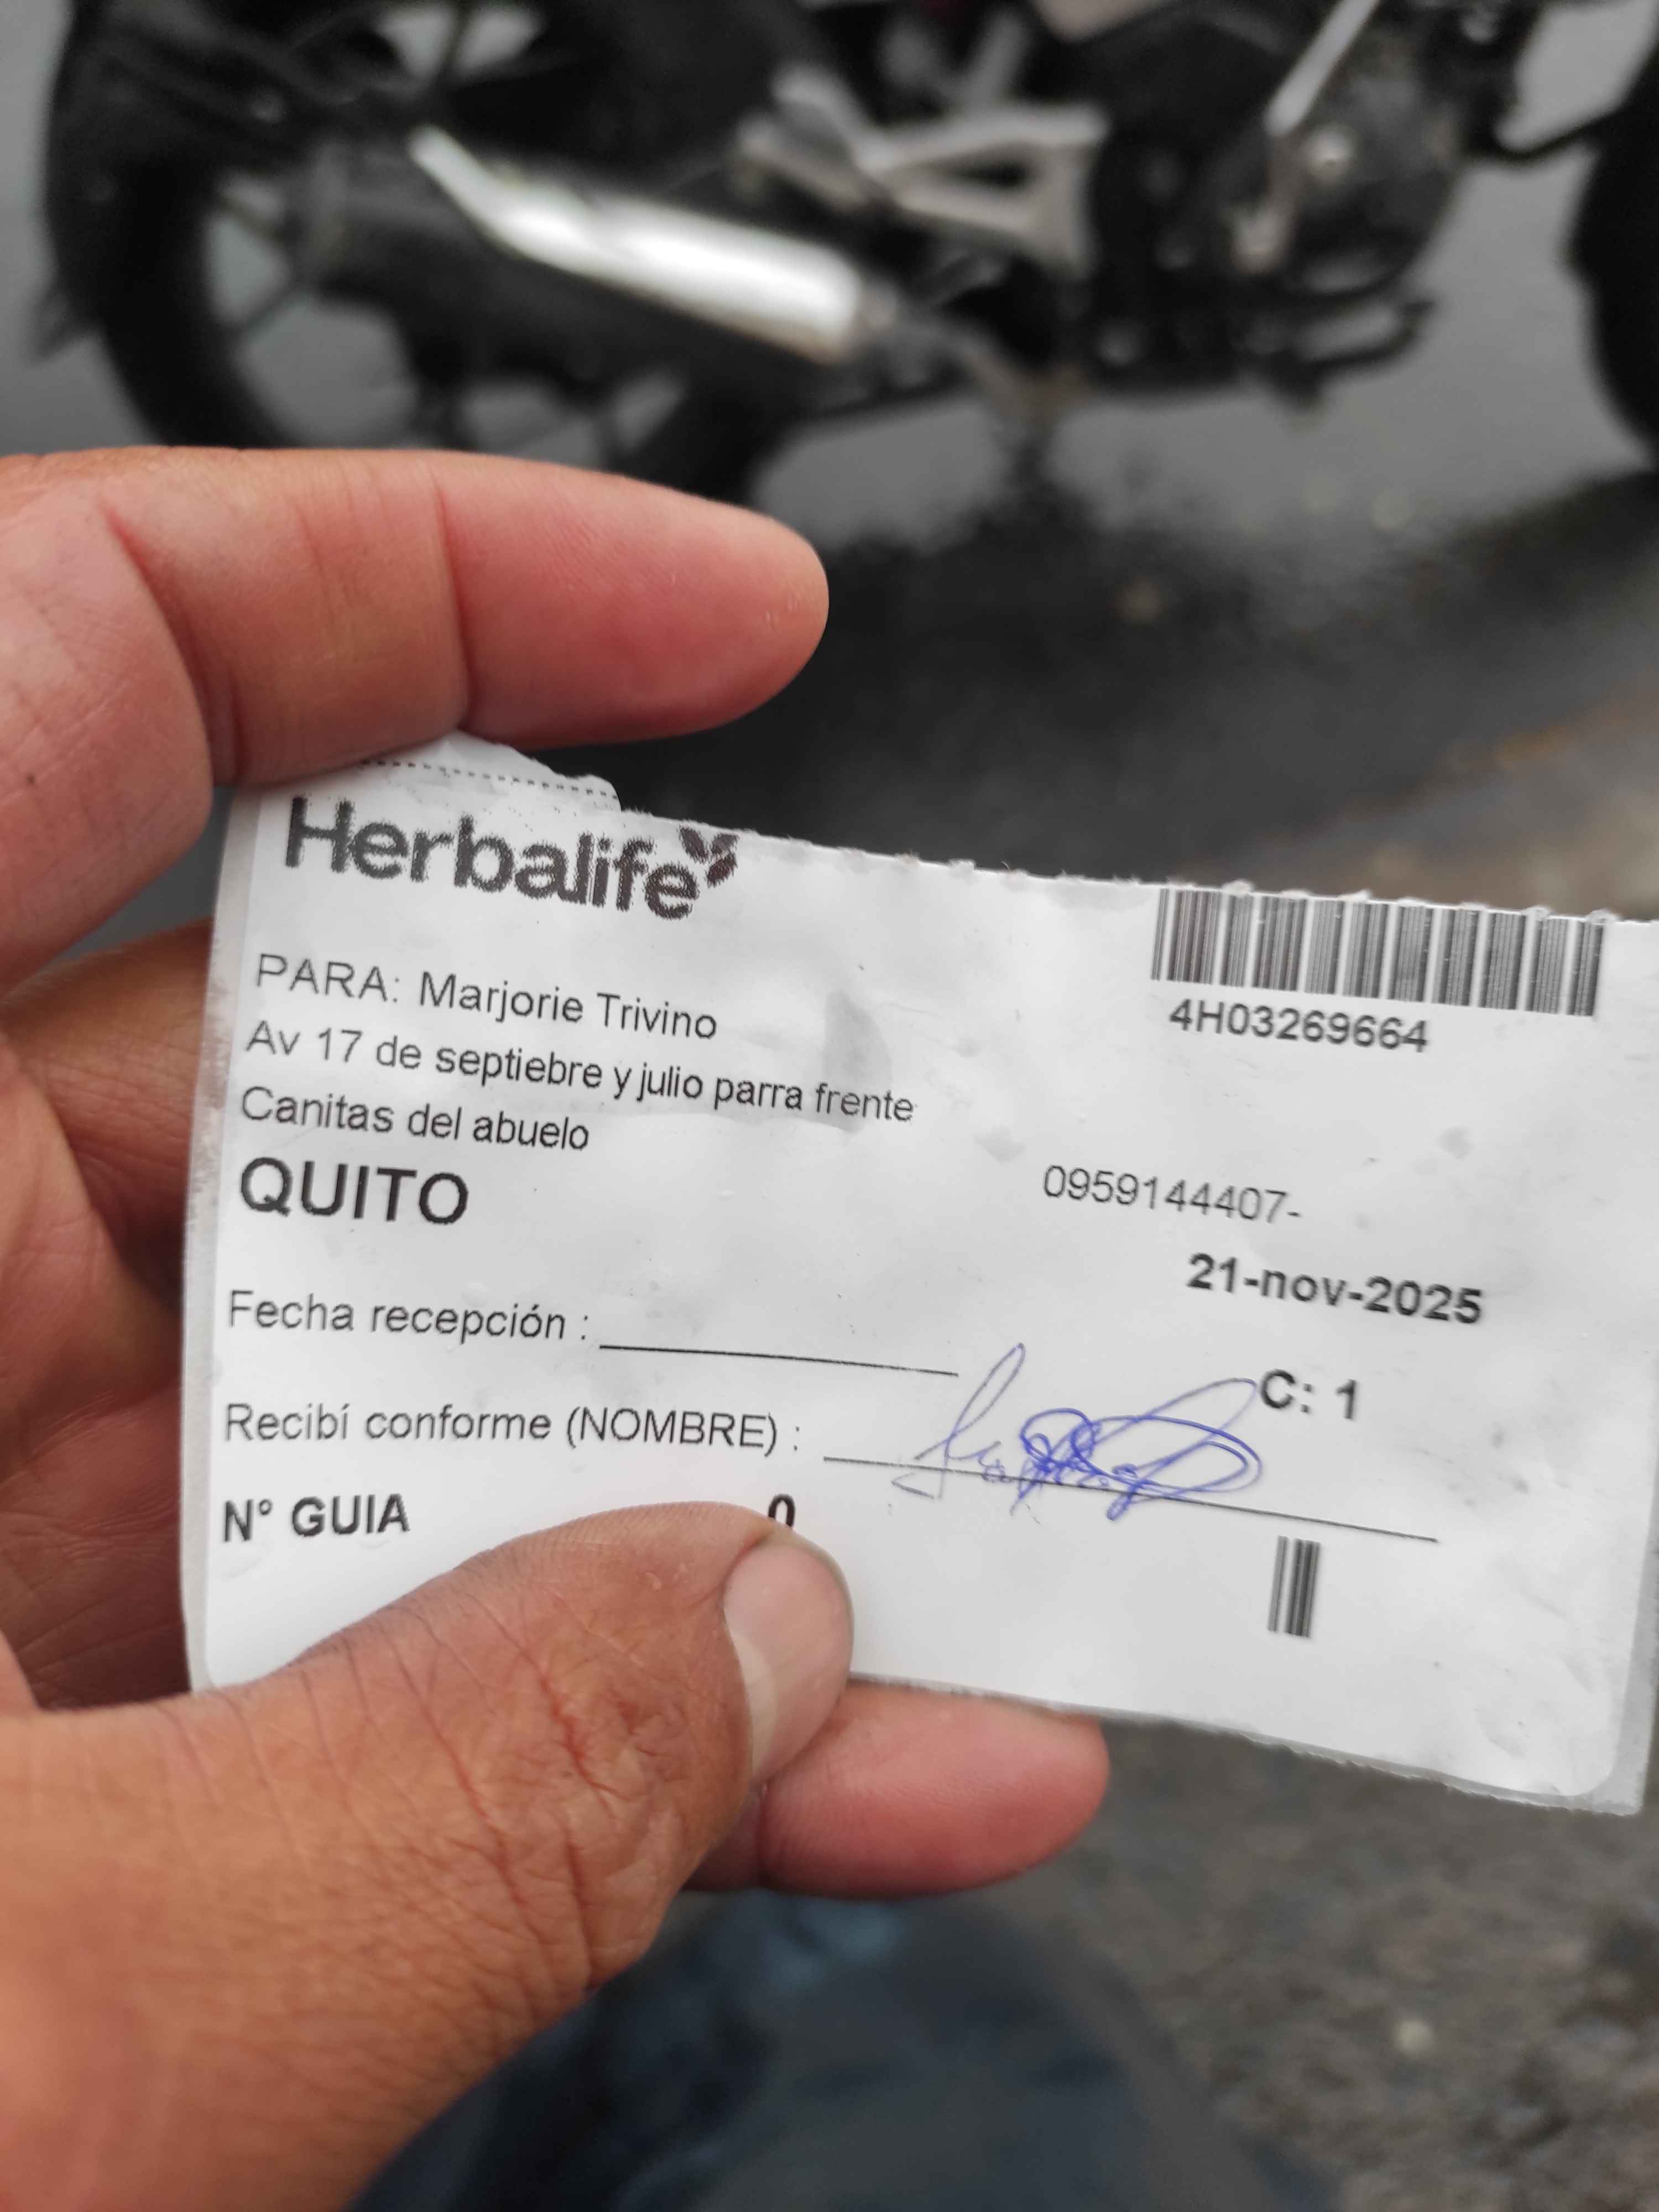 Herbalife
4H03269664
PARA: Marjorie Trivino
Av 17 de septiebre y julio parra frente
Canitas del abuelo
QUITO
0959144407-
21-nov-2025
Fecha recepción :
C: 1
Recibí conforme (NOMBRE) :
N° GUIA 0